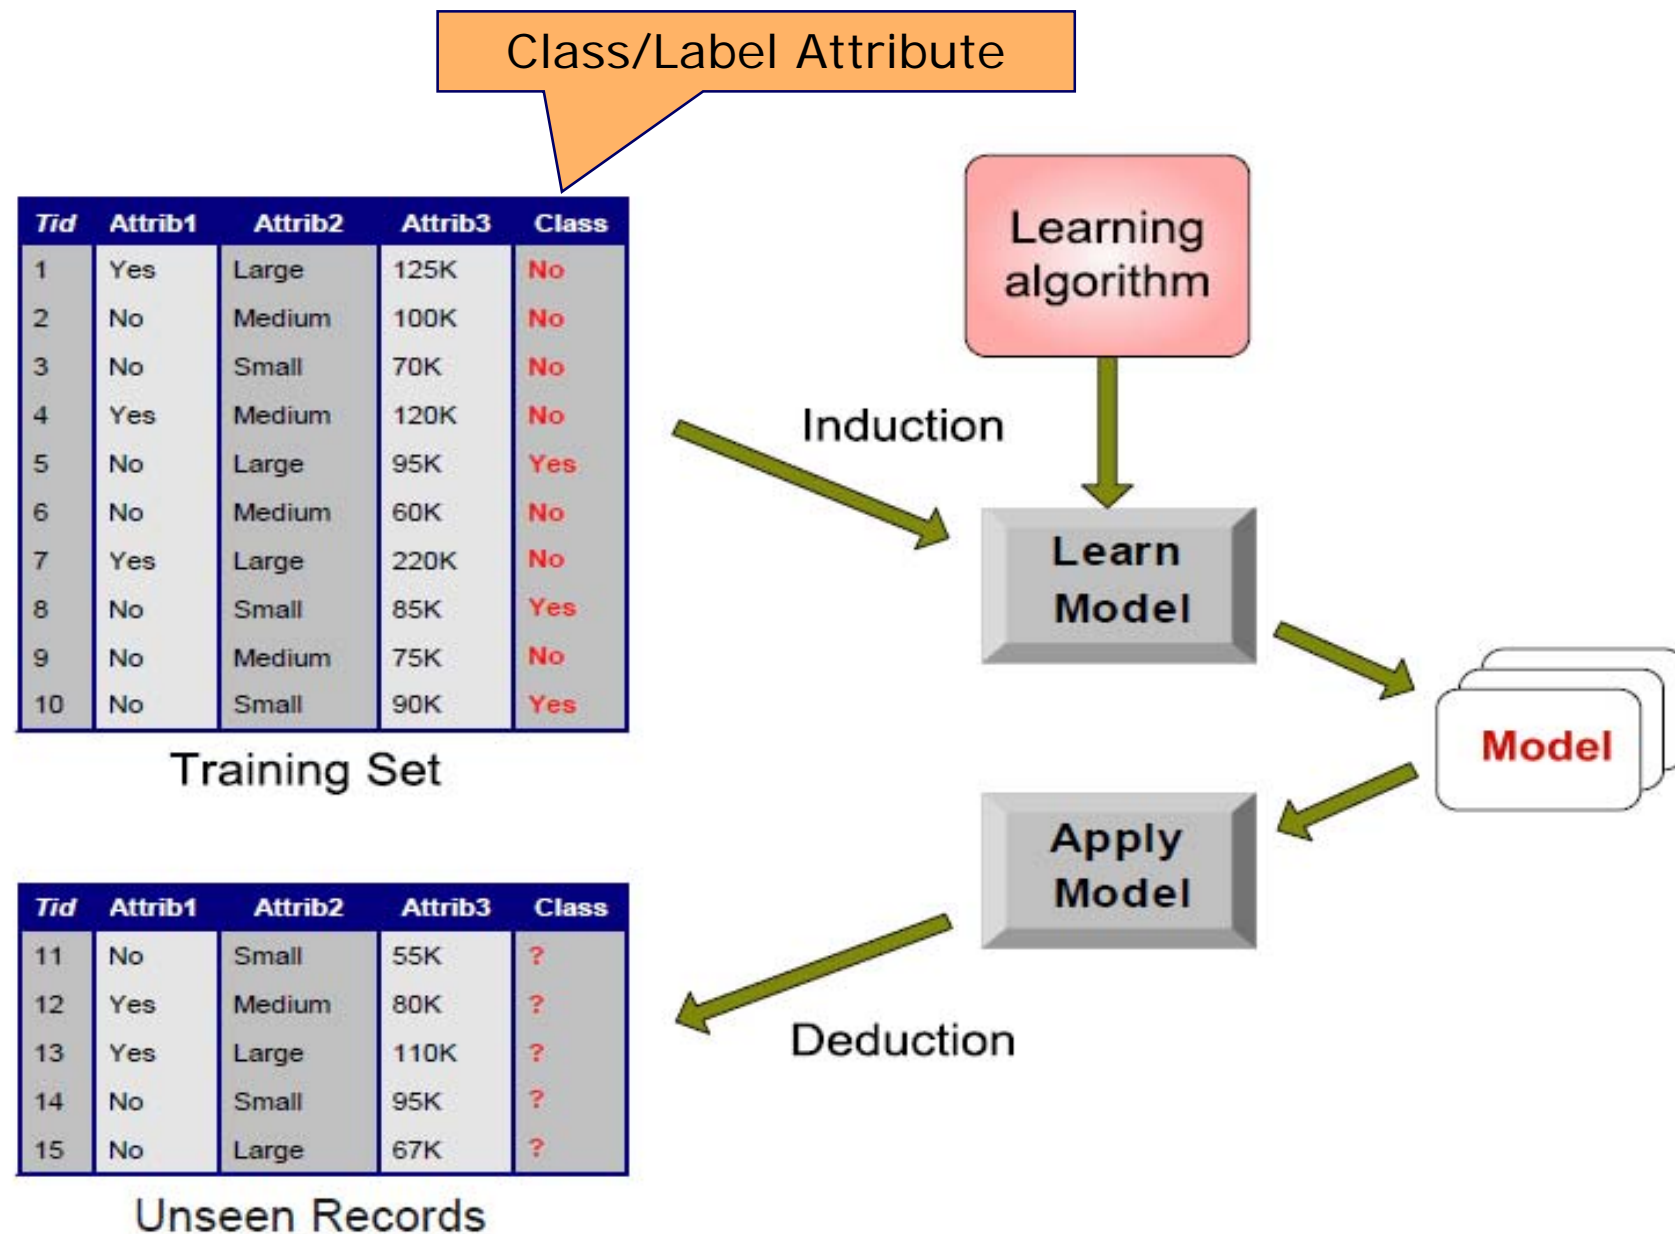 Class/Label Attribute
Tid Attrib1 Attrib2 Attrib3 Class
1 Yes Large 125K No
2 No Medium 100K No
3 No Small 70K No
4 Yes Medium 120K No
5 No Large 95K Yes
6 No Medium 60K No
7 Yes Large 220K No
8 No Small 85K Yes
9 No Medium 75K No
10 No Small 90K Yes
Training Set
Learning
algorithm
Induction
Learn
Model
Model
Apply
Model
Deduction
Tid Attrib1 Attrib2 Attrib3 Class
11 No Small 55K ?
12 Yes Medium 80K ?
13 Yes Large 110K ?
14 No Small 95K ?
15 No Large 67K ?
Unseen Records